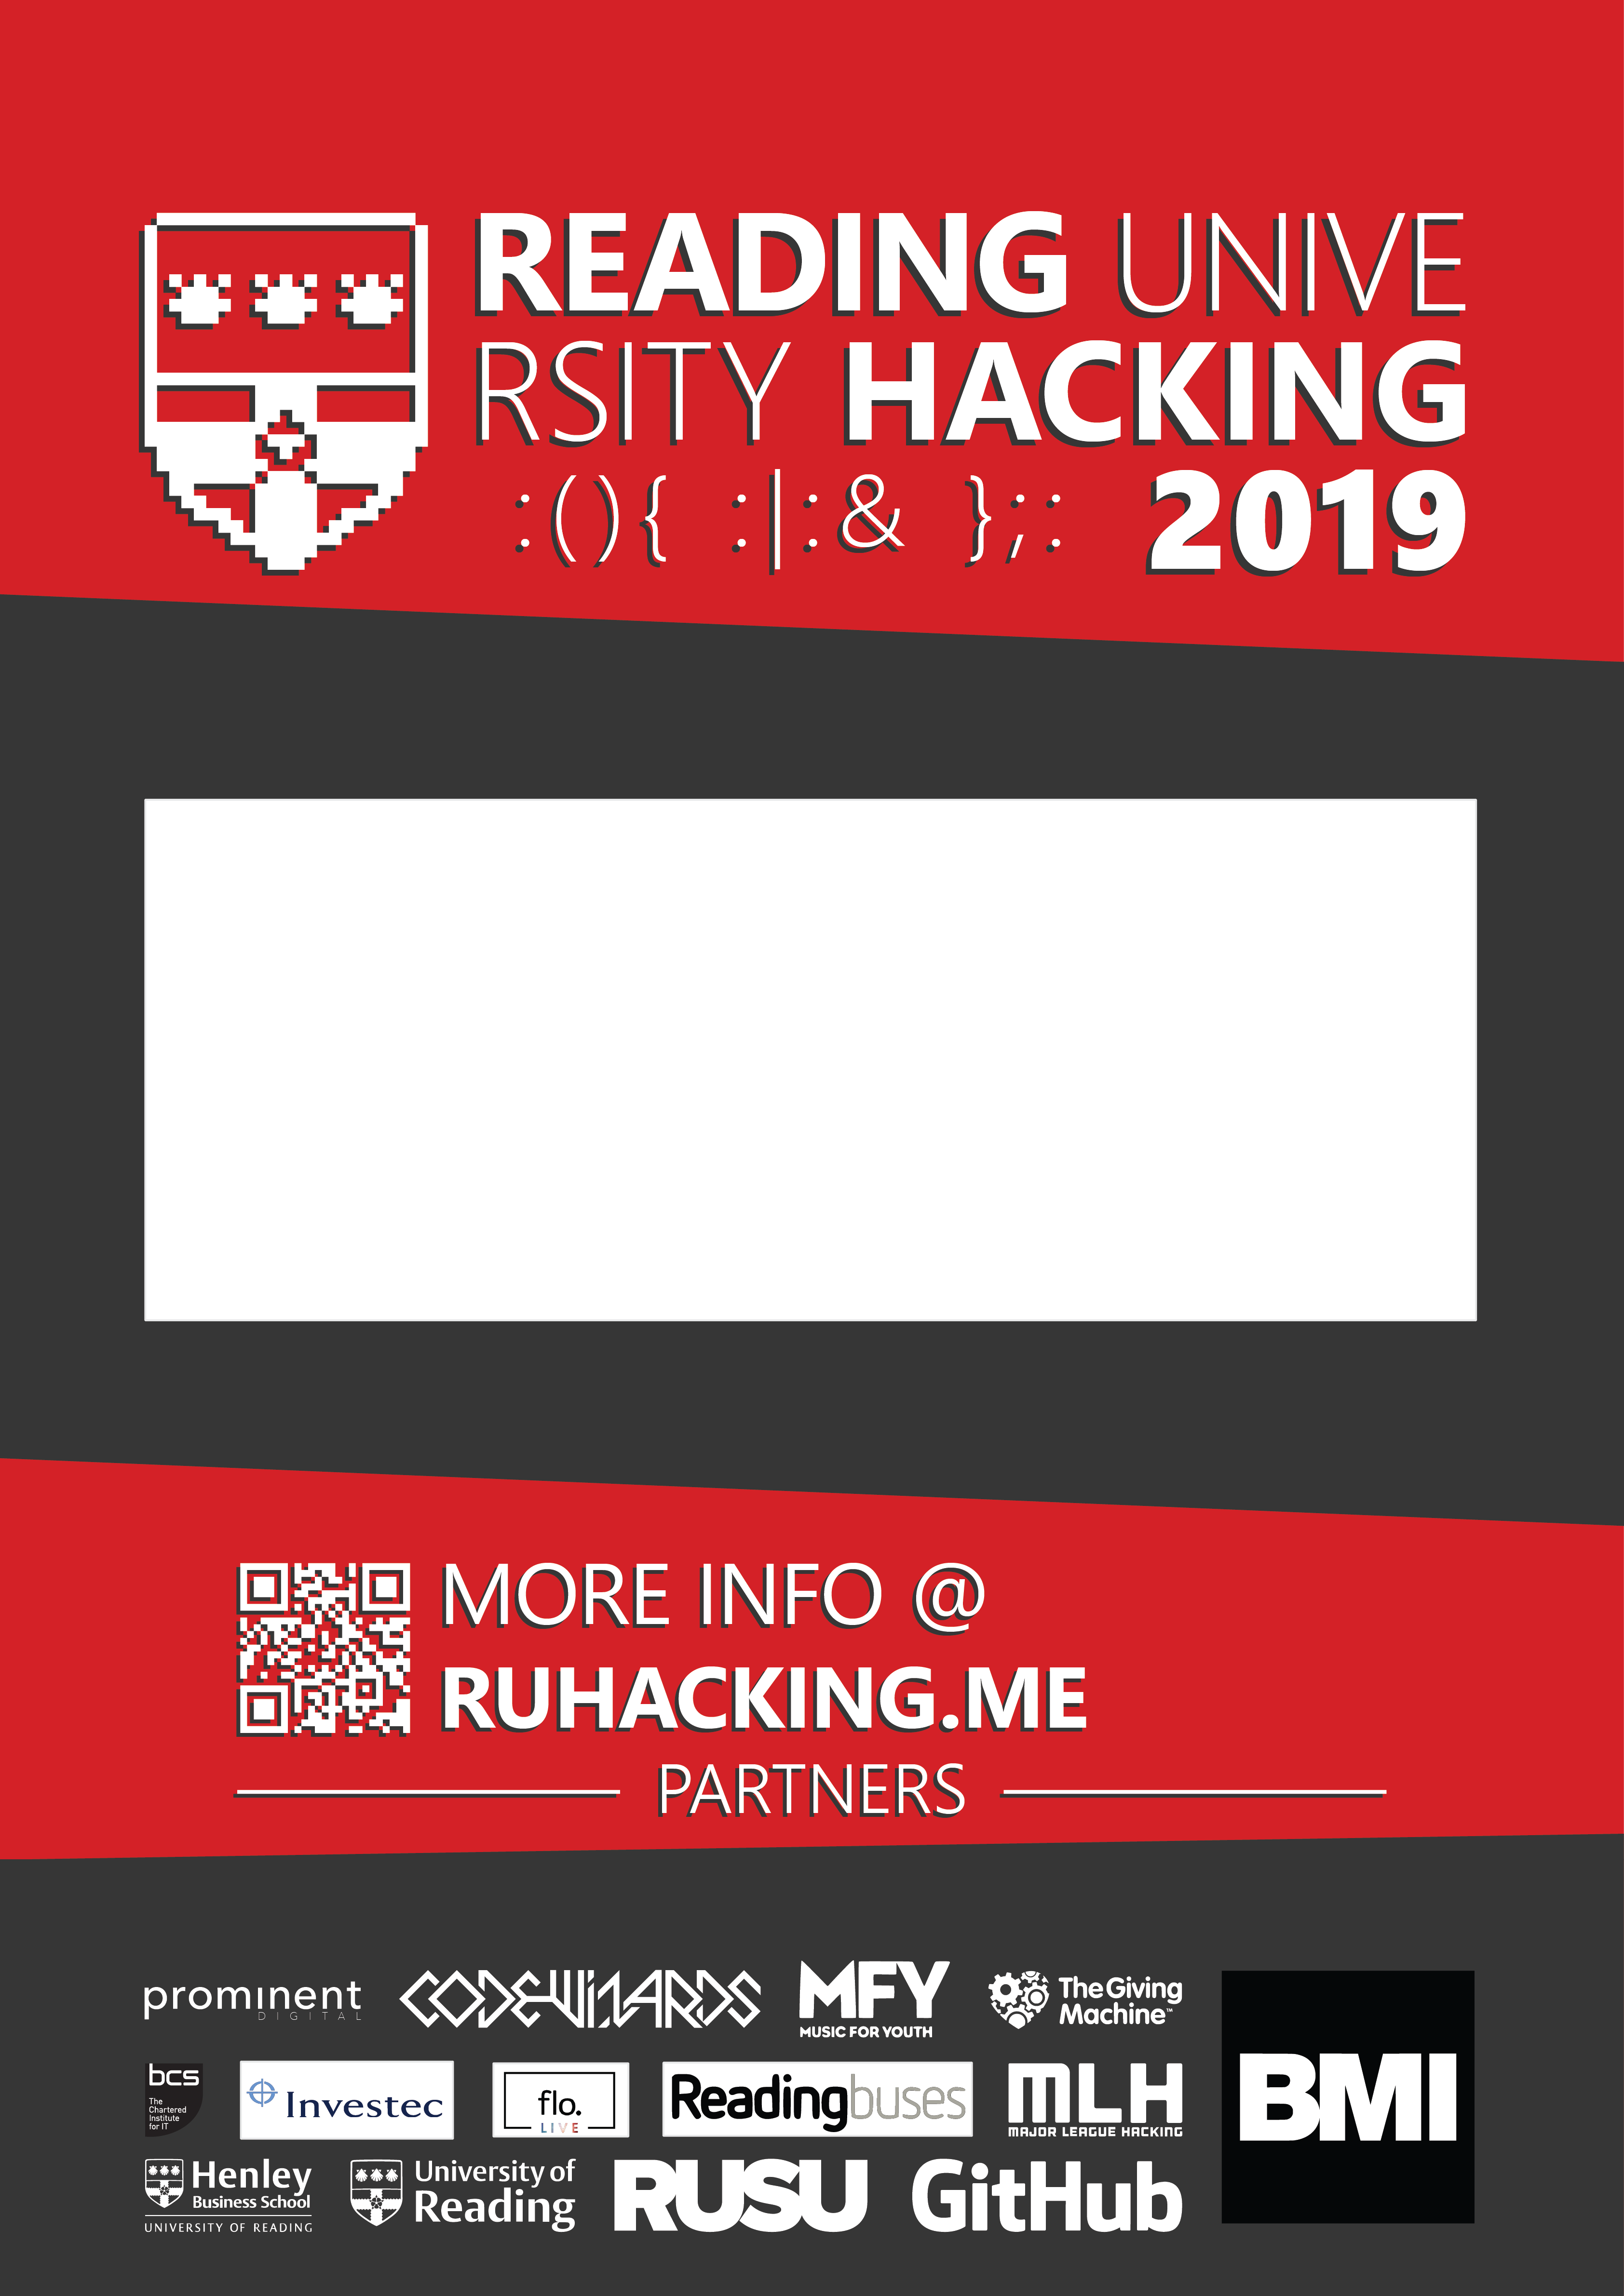 READING UNIVE
RSITY HACKING
:(){ :|:& };: 2019
MORE INFO @
RUHACKING.ME
PARTNERS
prominent
DIGITAL
CODEWIZARDS
MFY
MUSIC FOR YOUTH
The Giving
Machine™
BMI
bcs
The
Chartered
Institute
for IT
Investec
flo.
LIVE
Readingbuses
MLH
MAJOR LEAGUE HACKING
Henley
Business School
UNIVERSITY OF READING
University of
Reading
RUSU
GitHub